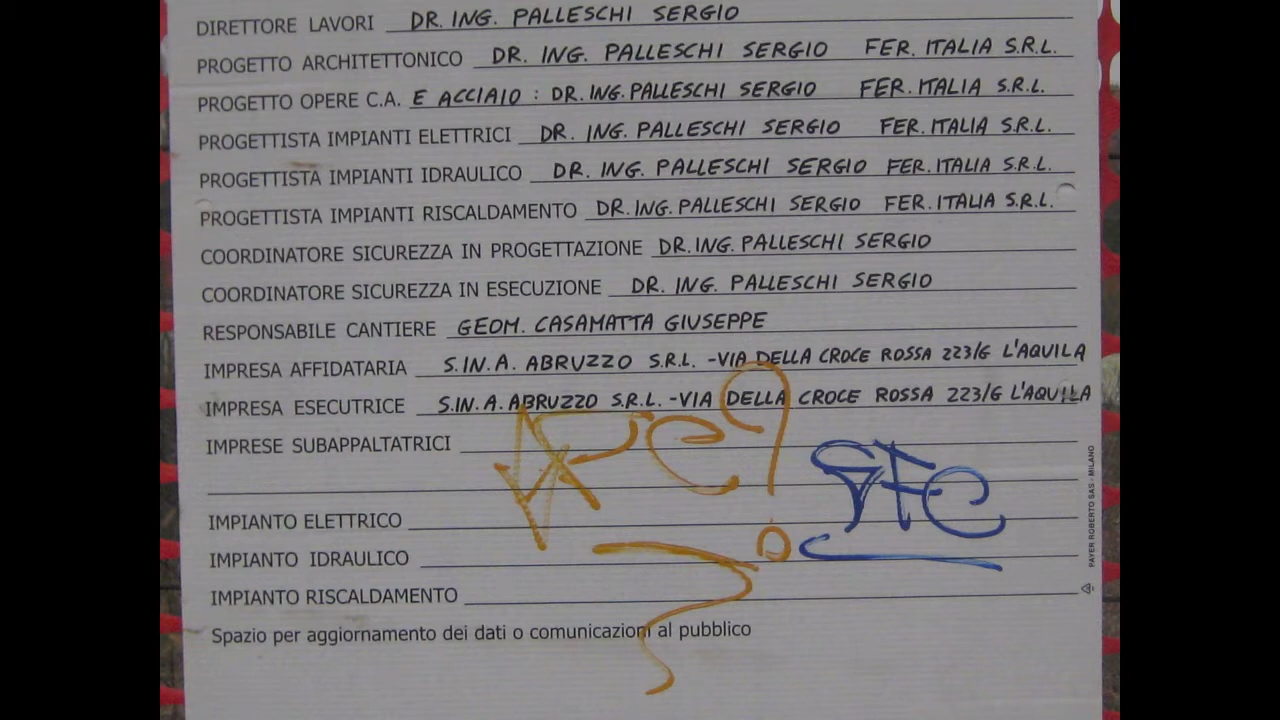 DIRETTORE LAVORI DR. ING. PALLESCHI SERGIO
PROGETTO ARCHITETTONICO DR. ING. PALLESCHI SERGIO FER. ITALIA S.R.L.
PROGETTO OPERE C.A. E ACCIAIO : DR. ING. PALLESCHI SERGIO FER. ITALIA S.R.L.
PROGETTISTA IMPIANTI ELETTRICI DR. ING. PALLESCHI SERGIO FER. ITALIA S.R.L.
PROGETTISTA IMPIANTI IDRAULICO DR. ING. PALLESCHI SERGIO FER. ITALIA S.R.L.
PROGETTISTA IMPIANTI RISCALDAMENTO DR. ING. PALLESCHI SERGIO FER. ITALIA S.R.L.
COORDINATORE SICUREZZA IN PROGETTAZIONE DR. ING. PALLESCHI SERGIO
COORDINATORE SICUREZZA IN ESECUZIONE DR. ING. PALLESCHI SERGIO
RESPONSABILE CANTIERE GEOM. CASAMATTA GIUSEPPE
IMPRESA AFFIDATARIA S.IN.A. ABRUZZO S.R.L. -VIA DELLA CROCE ROSSA 223/G L'AQUILA
IMPRESA ESECUTRICE S.IN.A. ABRUZZO S.R.L. -VIA DELLA CROCE ROSSA 223/G L'AQUILA
IMPRESE SUBAPPALTATRICI
IMPIANTO ELETTRICO
IMPIANTO IDRAULICO
IMPIANTO RISCALDAMENTO
Spazio per aggiornamento dei dati o comunicazioni al pubblico
FAYER ROBERTO SAS - MILANO